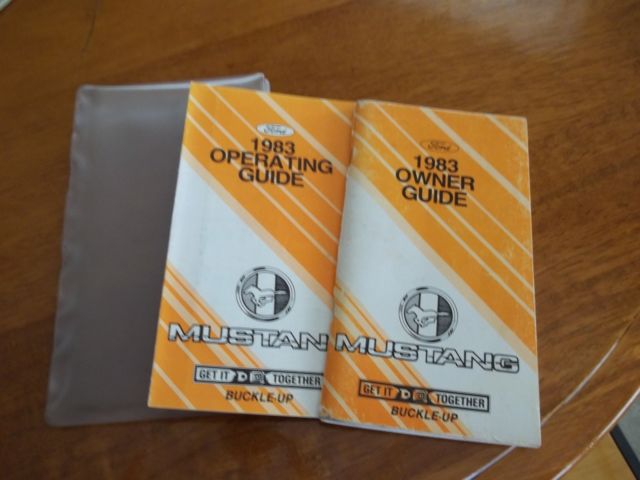 Ford
1983
OPERATING
GUIDE
MUSTAN
GET IT TOGETHER
BUCKLE-UP
Ford
1983
OWNER
GUIDE
MUSTANG
GET IT TOGETHER
BUCKLE-UP